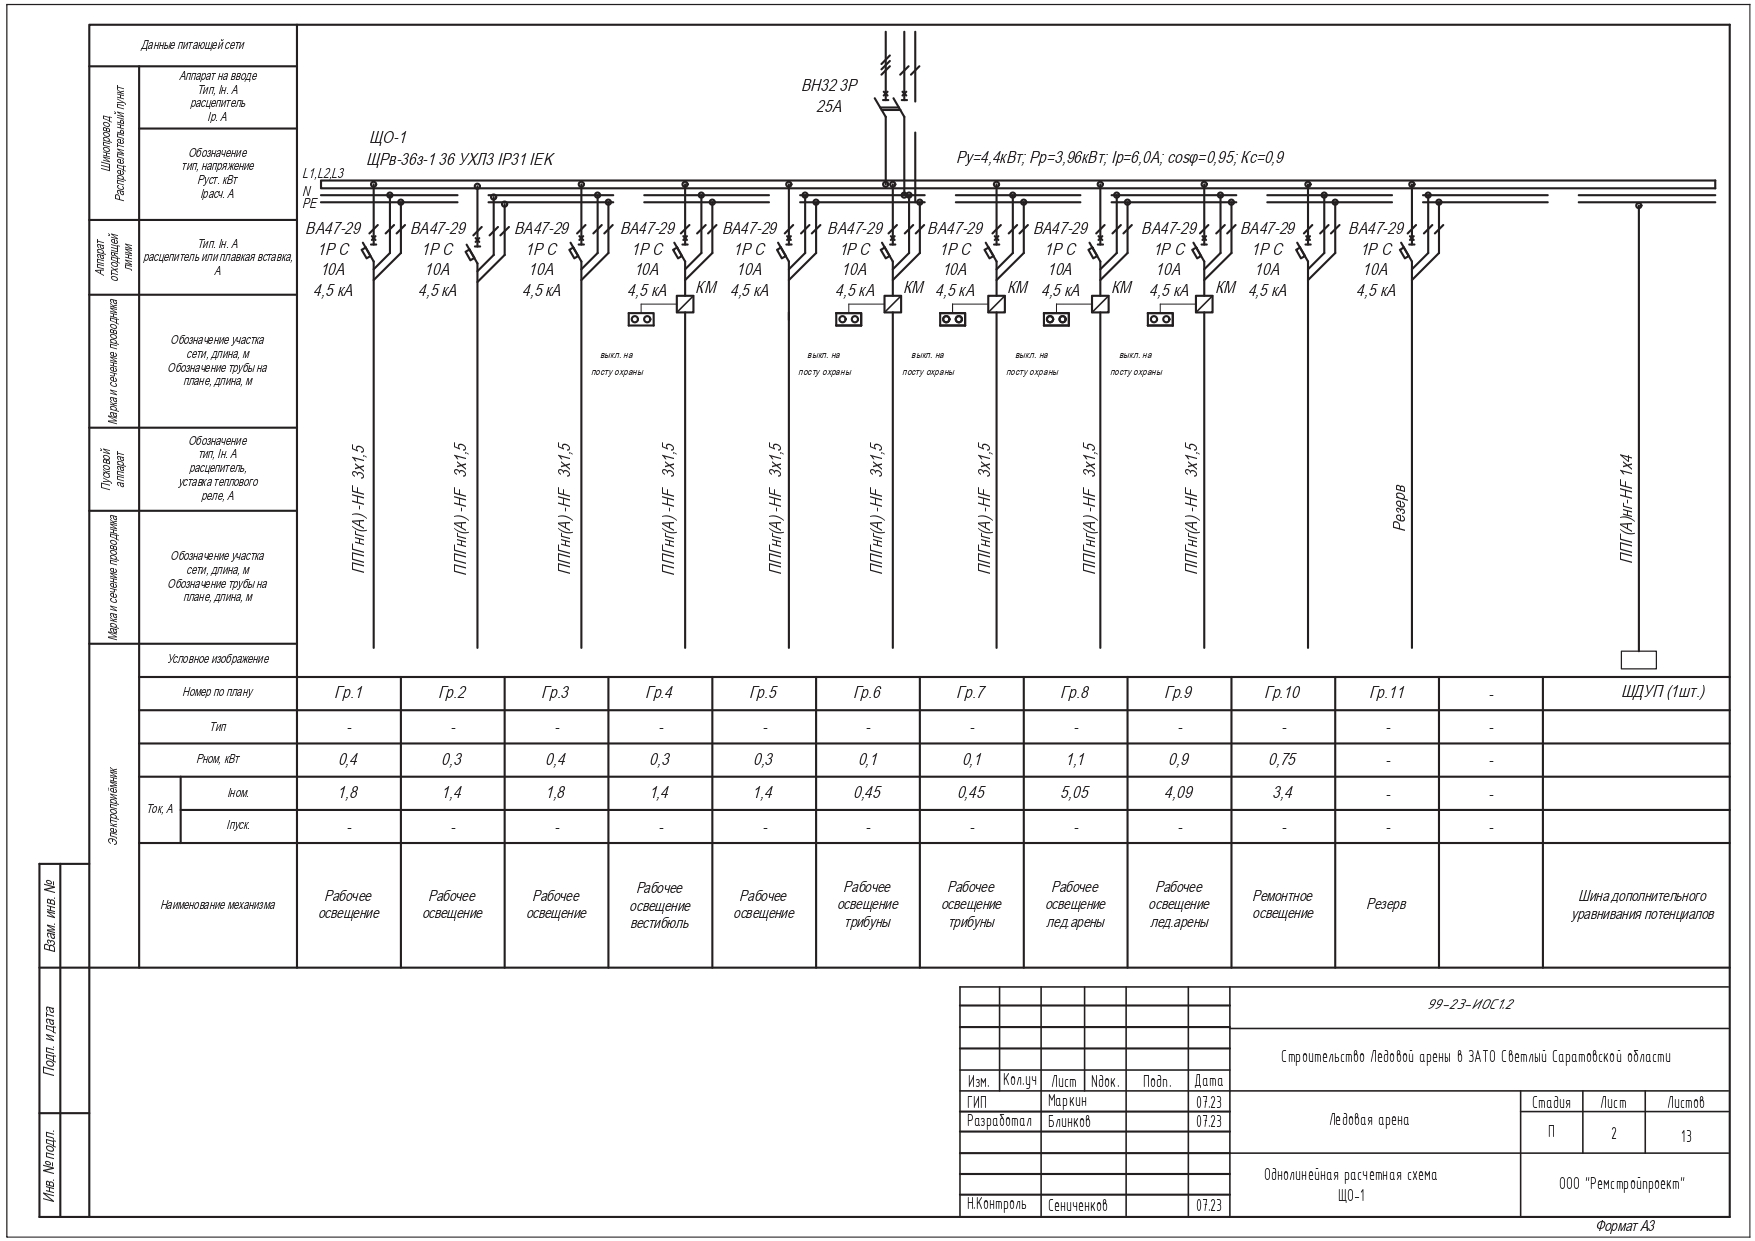 Данные питающей сети
Шинопровод
Распределительный пункт
Аппарат на вводе
Тип, Iн. А
расцепитель
Iр. А
Обозначение
тип, напряжение
Руст. кВт
Iрасч. А
Аппарат
отходящей
линии
Тип. Iн. А
расцепитель или плавкая вставка,
А
Марка и сечение проводника
Обозначение участка
сети, длина, м
Обозначение трубы на
плане, длина, м
Пусковой
аппарат
Обозначение
тип, Iн. А
расцепитель,
уставка теплового
реле, А
Марка и сечение проводника
Обозначение участка
сети, длина, м
Обозначение трубы на
плане, длина, м
ВН32 3Р
25А
ЩО-1
ЩРв-36з-1 36 УХЛ3 IP31 IEK
Ру=4,4кВт; Рр=3,96кВт; Iр=6,0А; cosφ=0,95; Кс=0,9
L1,L2,L3
N
PE
ВА47-29 ВА47-29 ВА47-29 ВА47-29 ВА47-29 ВА47-29 ВА47-29 ВА47-29 ВА47-29 ВА47-29 ВА47-29
1Р С 1Р С 1Р С 1Р С 1Р С 1Р С 1Р С 1Р С 1Р С 1Р С 1Р С
10А 10А 10А 10А 10А 10А 10А 10А 10А 10А 10А
4,5 кА 4,5 кА 4,5 кА 4,5 кА КМ 4,5 кА 4,5 кА КМ 4,5 кА КМ 4,5 кА КМ 4,5 кА КМ 4,5 кА 4,5 кА
выкл. на выкл. на выкл. на выкл. на выкл. на
посту охраны посту охраны посту охраны посту охраны посту охраны
ППГнг(А) -HF 3х1,5
ППГнг(А) -HF 3х1,5
ППГнг(А) -HF 3х1,5
ППГнг(А) -HF 3х1,5
ППГнг(А) -HF 3х1,5
ППГнг(А) -HF 3х1,5
ППГнг(А) -HF 3х1,5
ППГнг(А) -HF 3х1,5
ППГнг(А) -HF 3х1,5
Резерв
ППГ(А)нг-HF 1х4
Электроприёмник
Условное изображение
Номер по плану Гр.1 Гр.2 Гр.3 Гр.4 Гр.5 Гр.6 Гр.7 Гр.8 Гр.9 Гр.10 Гр.11 - ШДУП (1шт.)
Тип - - - - - - - - - - - -
Рном, кВт 0,4 0,3 0,4 0,3 0,3 0,1 0,1 1,1 0,9 0,75 - -
Ток, А
Iном. 1,8 1,4 1,8 1,4 1,4 0,45 0,45 5,05 4,09 3,4 - -
Iпуск. - - - - - - - - - - - -
Наименование механизма
Рабочее
освещение
Рабочее
освещение
Рабочее
освещение
Рабочее
освещение
вестибюль
Рабочее
освещение
Рабочее
освещение
трибуны
Рабочее
освещение
трибуны
Рабочее
освещение
лед.арены
Рабочее
освещение
лед.арены
Ремонтное
освещение
Резерв
Шина дополнительного
уравнивания потенциалов
Взам. инв. №
Подп. и дата
Инв. № подл.
99-23-ИОС1.2
Строительство Ледовой арены в ЗАТО Светлый Саратовской области
Изм. Кол.уч Лист Nдок. Подп. Дата
ГИП Маркин 07.23
Разработал Блинков 07.23
Н.Контроль Сениченков 07.23
Ледовая арена
Стадия Лист Листов
П 2 13
Однолинейная расчетная схема
ЩО-1
ООО "Ремстройпроект"
Формат А3